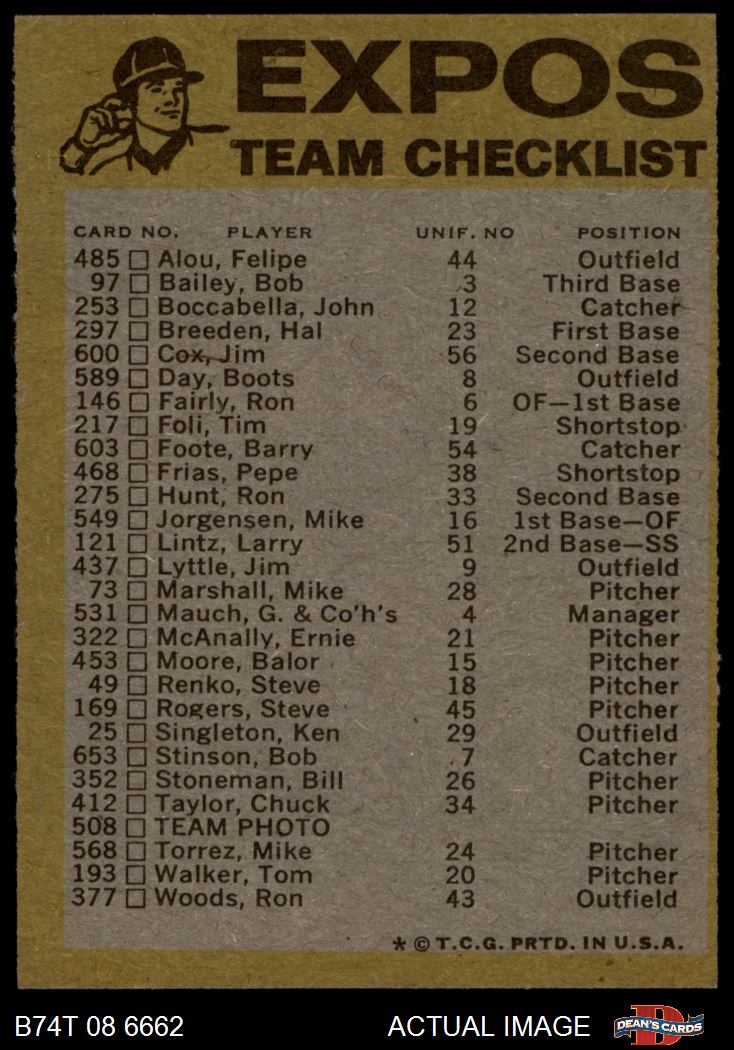 EXPOS
TEAM CHECKLIST
CARD NO. PLAYER UNIF. NO POSITION
485 Alou, Felipe 44 Outfield
97 Bailey, Bob 3 Third Base
253 Boccabella, John 12 Catcher
297 Breeden, Hal 23 First Base
600 Cox, Jim 56 Second Base
589 Day, Boots 8 Outfield
146 Fairly, Ron 6 OF—1st Base
217 Foli, Tim 19 Shortstop
603 Foote, Barry 54 Catcher
468 Frias, Pepe 38 Shortstop
275 Hunt, Ron 33 Second Base
549 Jorgensen, Mike 16 1st Base—OF
121 Lintz, Larry 51 2nd Base—SS
437 Lyttle, Jim 9 Outfield
73 Marshall, Mike 28 Pitcher
531 Mauch, G. & Co'h's 4 Manager
322 McAnally, Ernie 21 Pitcher
453 Moore, Balor 15 Pitcher
49 Renko, Steve 18 Pitcher
169 Rogers, Steve 45 Pitcher
25 Singleton, Ken 29 Outfield
653 Stinson, Bob 7 Catcher
352 Stoneman, Bill 26 Pitcher
412 Taylor, Chuck 34 Pitcher
508 TEAM PHOTO
568 Torrez, Mike 24 Pitcher
193 Walker, Tom 20 Pitcher
377 Woods, Ron 43 Outfield
* © T.C.G. PRTD. IN U.S.A.
B74T 08 6662 ACTUAL IMAGE DEAN'S CARDS